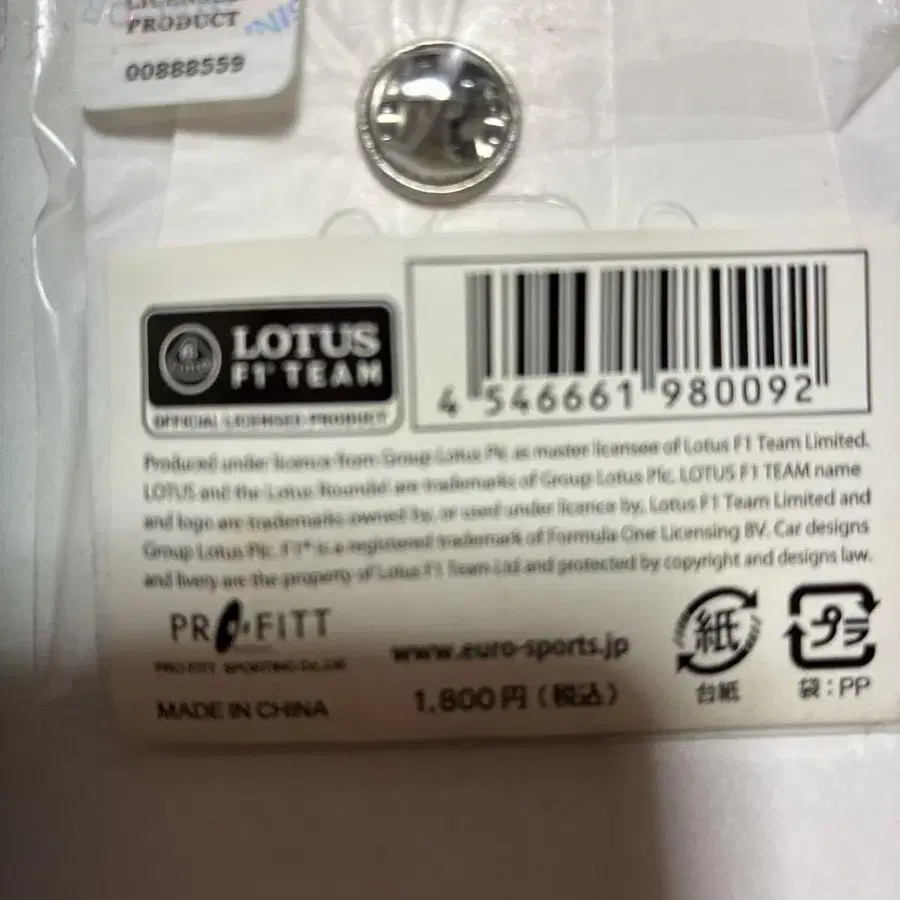 PRODUCT
00888559
LOTUS
F1® TEAM
OFFICIAL LICENSED PRODUCT
4 546661 980092
Produced under licence from Group Lotus Plc as master licensee of Lotus F1 Team Limited.
LOTUS and the Lotus Roundel are trademarks of Group Lotus Plc. LOTUS F1 TEAM name
and logo are trademarks owned by, or used under licence by, Lotus F1 Team Limited and
Group Lotus Plc. F1® is a registered trademark of Formula One Licensing BV. Car designs
and livery are the property of Lotus F1 Team Ltd and protected by copyright and designs law.
PRO-FITT
PRO-FITT SPORTING Co.,Ltd
www.euro-sports.jp
MADE IN CHINA
1,800円(税込)
紙
台紙
プラ
袋:PP